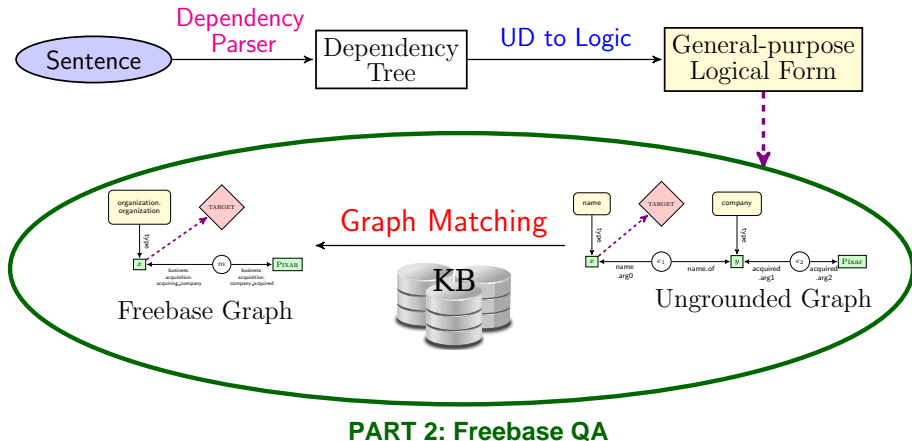 Dependency
Parser
Sentence
Dependency
Tree
UD to Logic
General-purpose
Logical Form
organization.
organization
TARGET
type
x
m
PIXAR
business.
acquisition.
acquiring_company
business.
acquisition.
company_acquired
Freebase Graph
Graph Matching
KB
name
TARGET
company
type
type
x
e1
y
e2
Pixar
name
.arg0
name.of
acquired
.arg1
acquired
.arg2
Ungrounded Graph
PART 2: Freebase QA